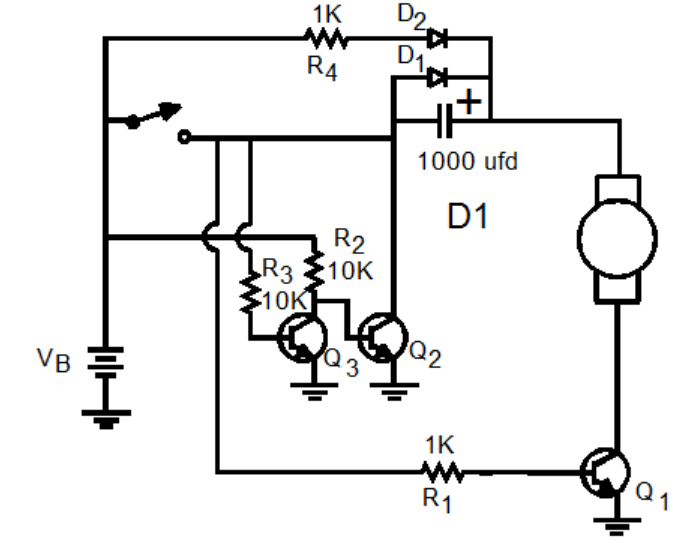 1K
D2
R4
D1
+
1000 ufd
D1
R2
10K
R3
10K
VB
Q3
Q2
1K
R1
Q1